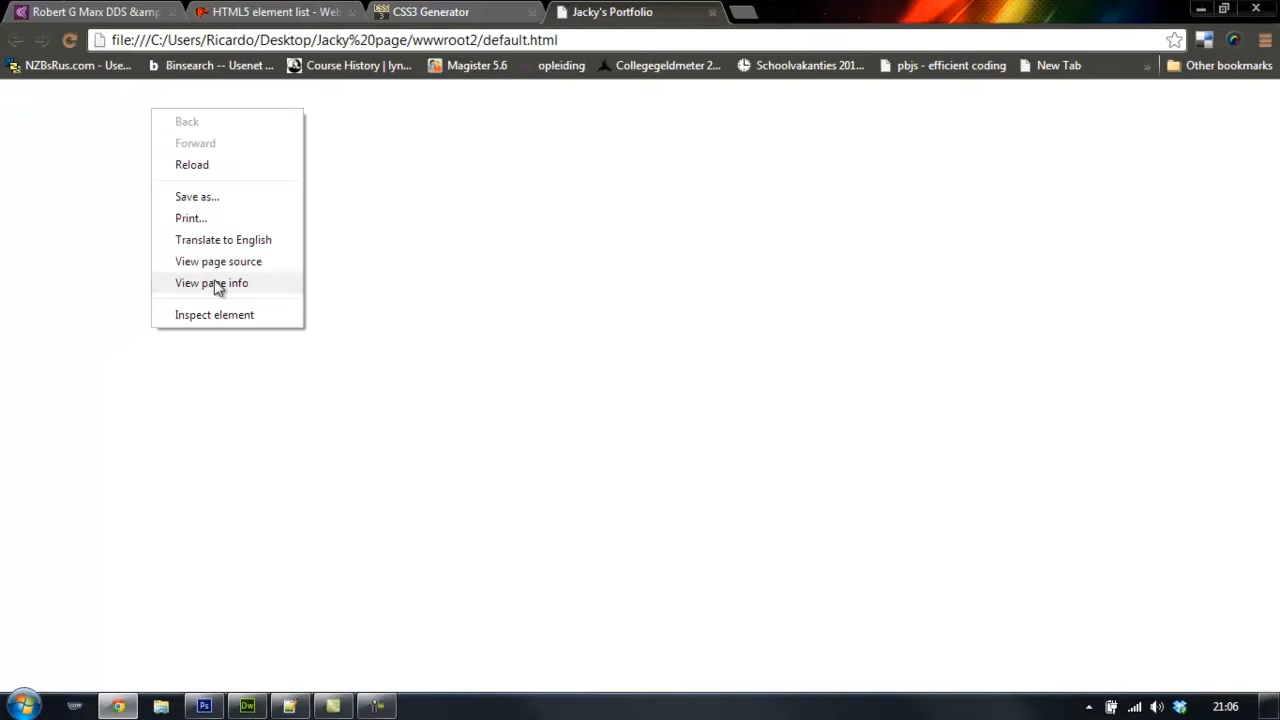 Robert G Marx DDS &amp
HTML5 element list - Web
CSS3 Generator
Jacky's Portfolio
file:///C:/Users/Ricardo/Desktop/Jacky%20page/wwwroot2/default.html
NZBsRus.com - Use... Binsearch -- Usenet ... Course History | lyn... Magister 5.6 opleiding Collegegeldmeter 2... Schoolvakanties 201... pbjs - efficient coding New Tab » Other bookmarks
Back
Forward
Reload
Save as...
Print...
Translate to English
View page source
View page info
Inspect element
Ps Dw 21:06